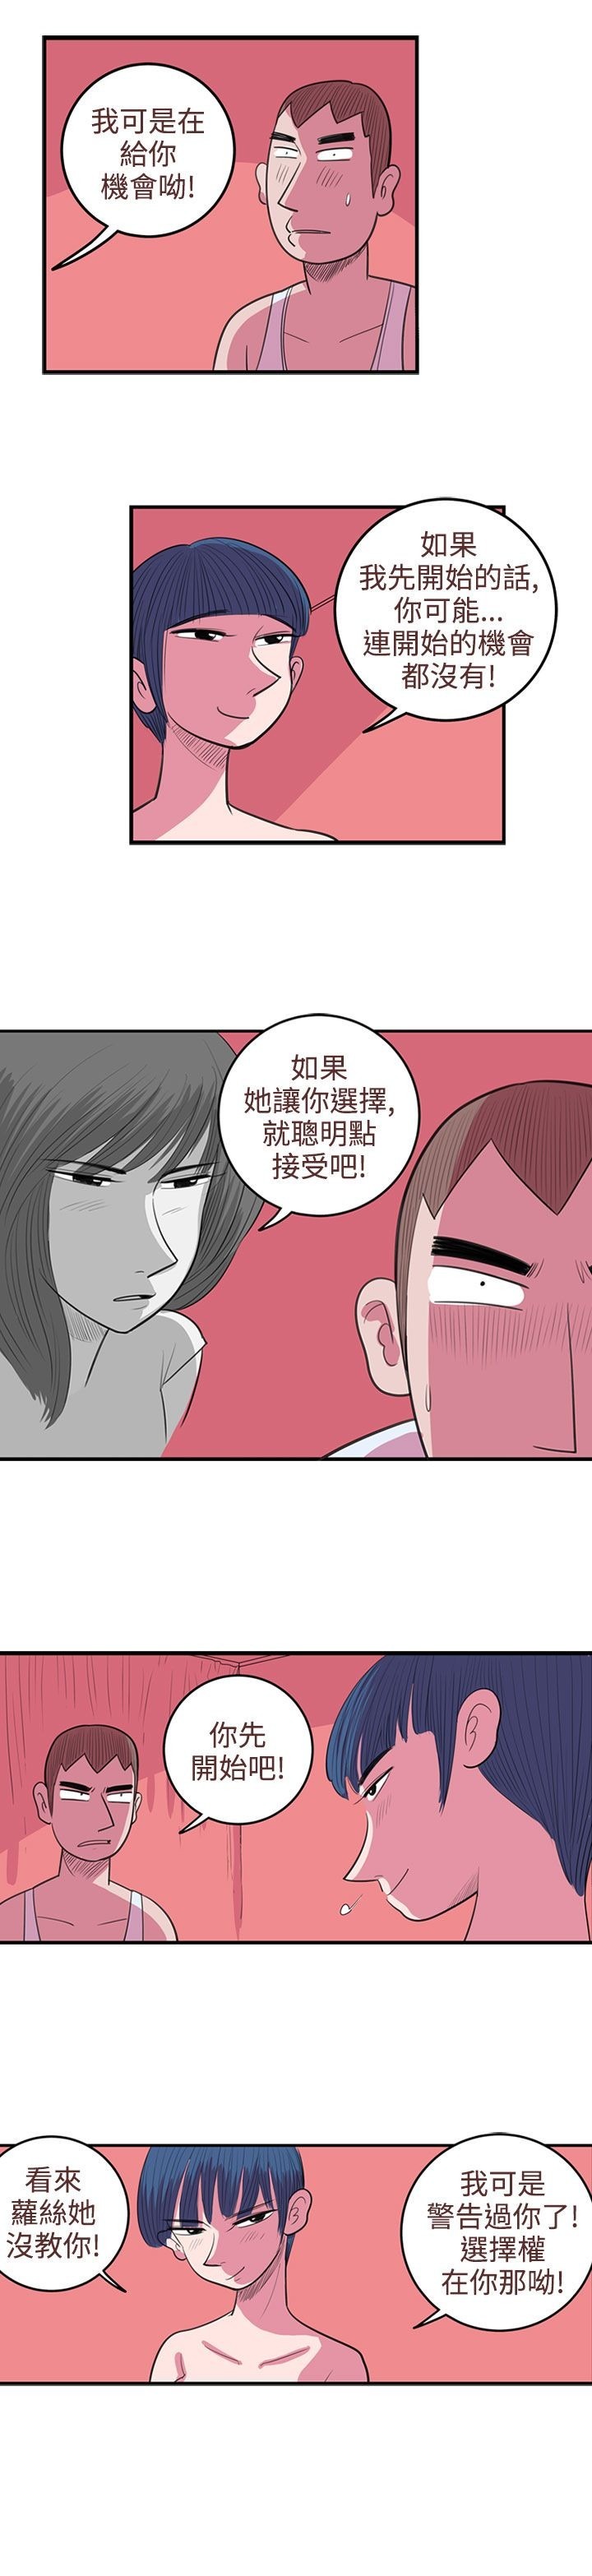 我可是在
給你
機會呦!
如果
我先開始的話,
你可能...
連開始的機會
都沒有!
如果
她讓你選擇,
就聰明點
接受吧!
你先
開始吧!
看來
蘿絲她
沒教你!
我可是
警告過你了!
選擇權
在你那呦!